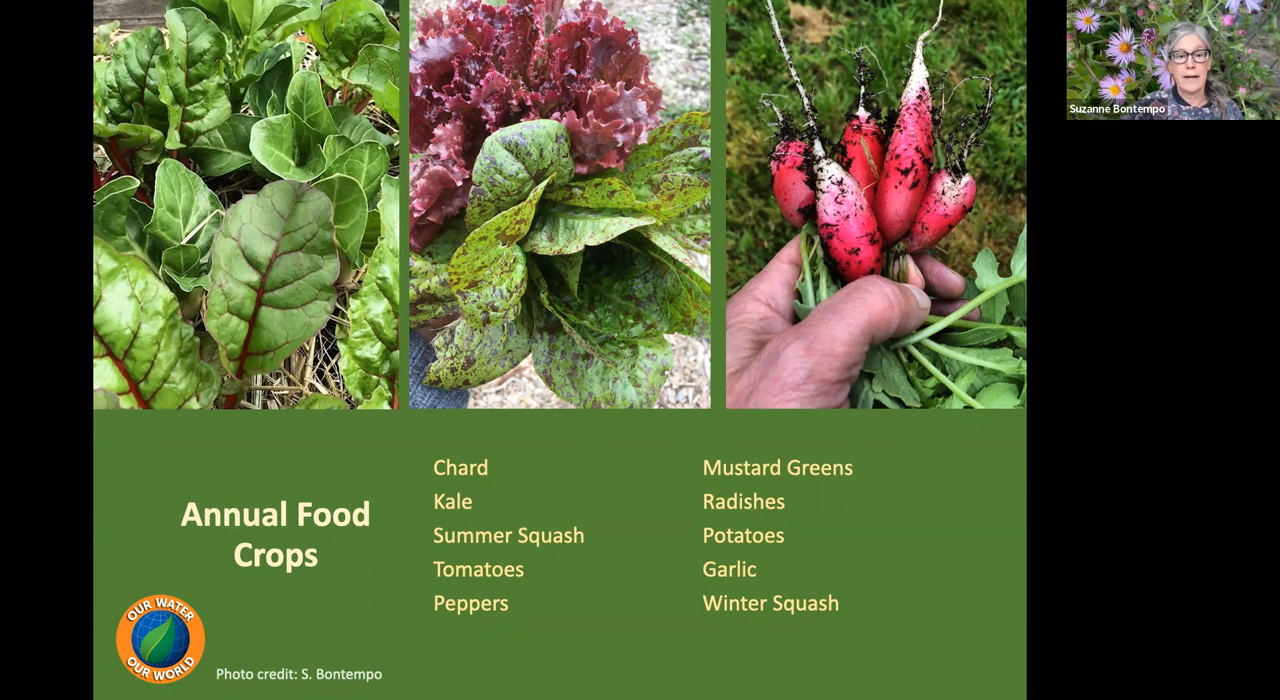 Suzanne Bontempo
Annual Food
Crops
Chard
Kale
Summer Squash
Tomatoes
Peppers
Mustard Greens
Radishes
Potatoes
Garlic
Winter Squash
OUR WATER
OUR WORLD
Photo credit: S. Bontempo